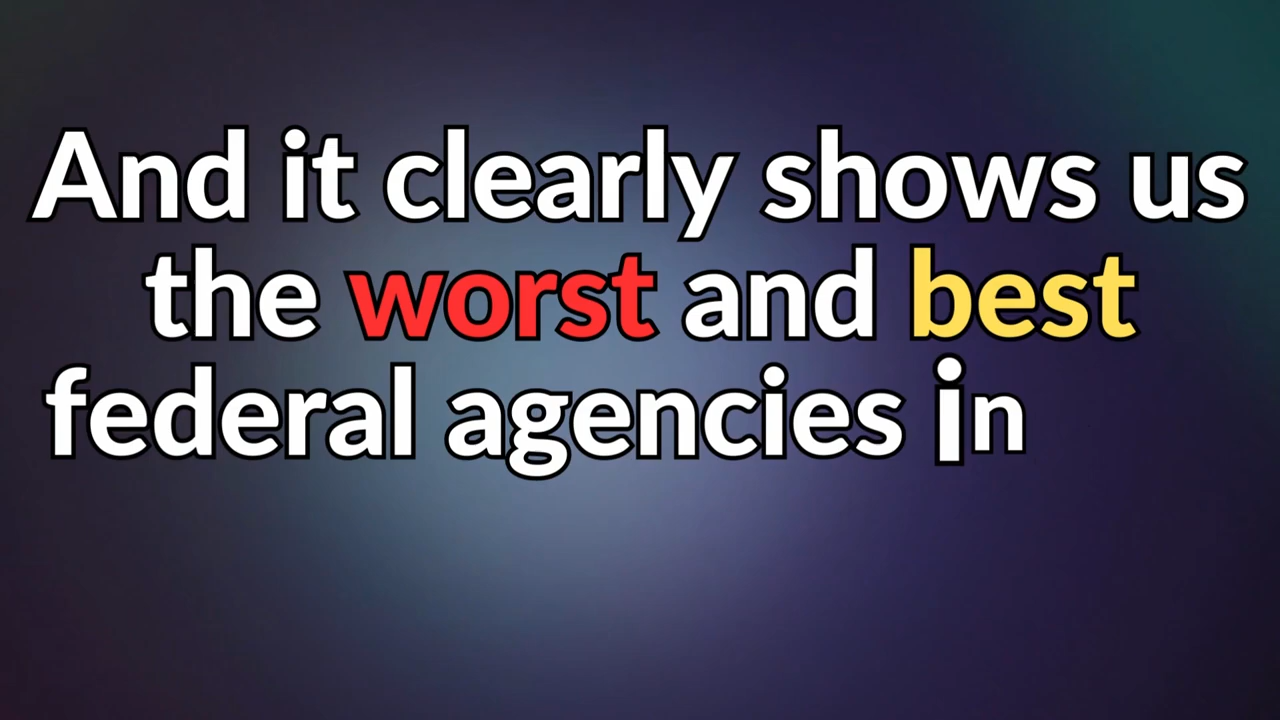 And it clearly shows us
the worst and best
federal agencies in